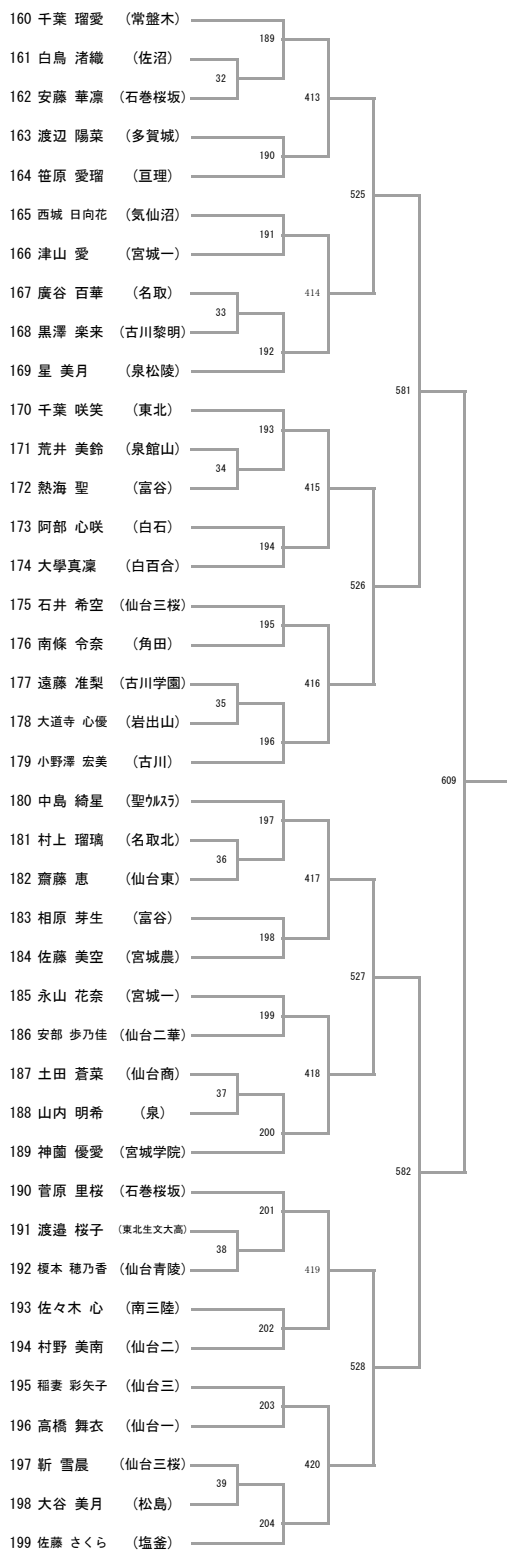 160 千葉 瑠愛 (常盤木)
161 白鳥 渚織 (佐沼)
162 安藤 華凛 (石巻桜坂)
163 渡辺 陽菜 (多賀城)
164 笹原 愛瑠 (亘理)
165 西城 日向花 (気仙沼)
166 津山 愛 (宮城一)
167 廣谷 百華 (名取)
168 黒澤 楽来 (古川黎明)
169 星 美月 (泉松陵)
170 千葉 咲笑 (東北)
171 荒井 美鈴 (泉館山)
172 熱海 聖 (富谷)
173 阿部 心咲 (白石)
174 大學真凜 (白百合)
175 石井 希空 (仙台三桜)
176 南條 令奈 (角田)
177 遠藤 准梨 (古川学園)
178 大道寺 心優 (岩出山)
179 小野澤 宏美 (古川)
180 中島 綺星 (聖ｳﾙｽﾗ)
181 村上 瑠璃 (名取北)
182 齋藤 恵 (仙台東)
183 相原 芽生 (富谷)
184 佐藤 美空 (宮城農)
185 永山 花奈 (宮城一)
186 安部 歩乃佳 (仙台二華)
187 土田 蒼菜 (仙台商)
188 山内 明希 (泉)
189 神薗 優愛 (宮城学院)
190 菅原 里桜 (石巻桜坂)
191 渡邉 桜子 (東北生文大高)
192 榎本 穂乃香 (仙台青陵)
193 佐々木 心 (南三陸)
194 村野 美南 (仙台二)
195 稲妻 彩矢子 (仙台三)
196 高橋 舞衣 (仙台一)
197 靳 雪晨 (仙台三桜)
198 大谷 美月 (松島)
199 佐藤 さくら (塩釜)
32
33
34
35
36
37
38
39
189
190
191
192
193
194
195
196
197
198
199
200
201
202
203
204
413
414
415
416
417
418
419
420
525
526
527
528
581
582
609